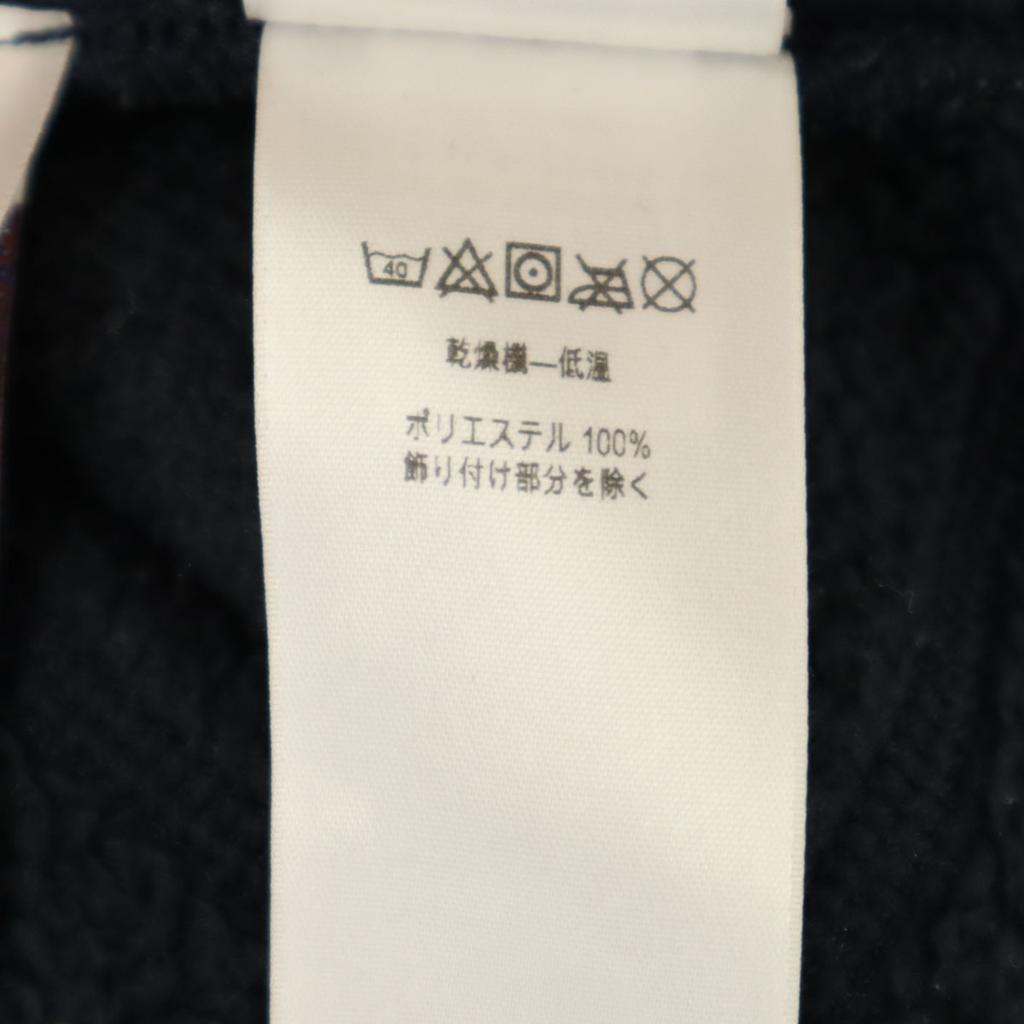 40
乾燥機—低温
ポリエステル 100%
飾り付け部分を除く